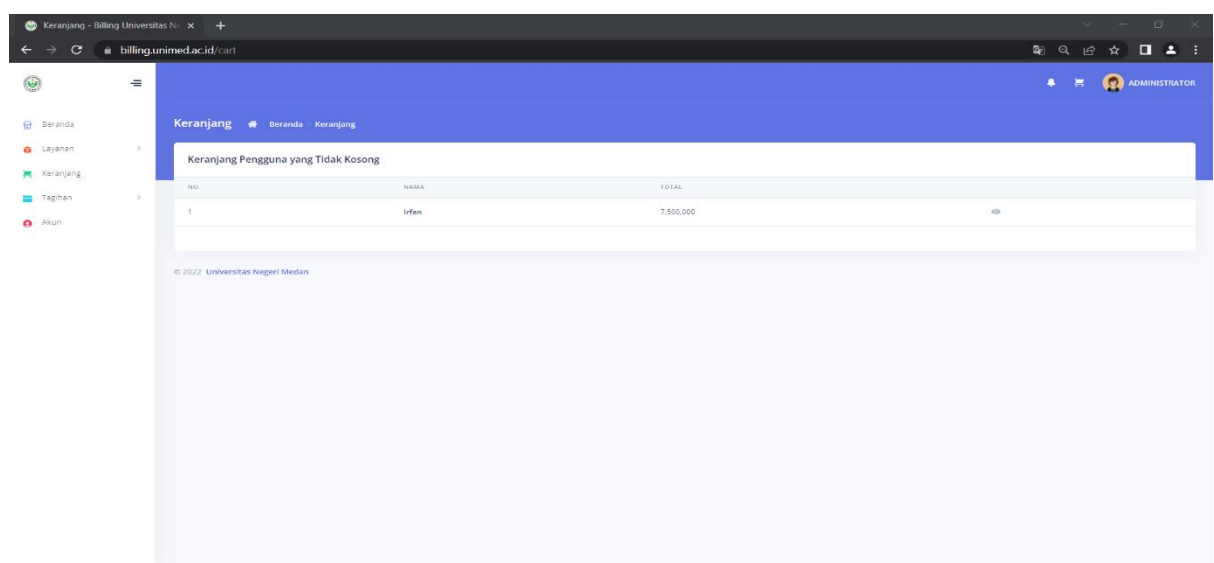 Keranjang - Billing Universitas Ne
billing.unimed.ac.id/cart
ADMINISTRATOR
Beranda
Layanan
Keranjang
Tagihan
Akun
Keranjang - Beranda - Keranjang
Keranjang Pengguna yang Tidak Kosong
NO. NAMA TOTAL
1 Irfan 7,500,000
© 2022 Universitas Negeri Medan